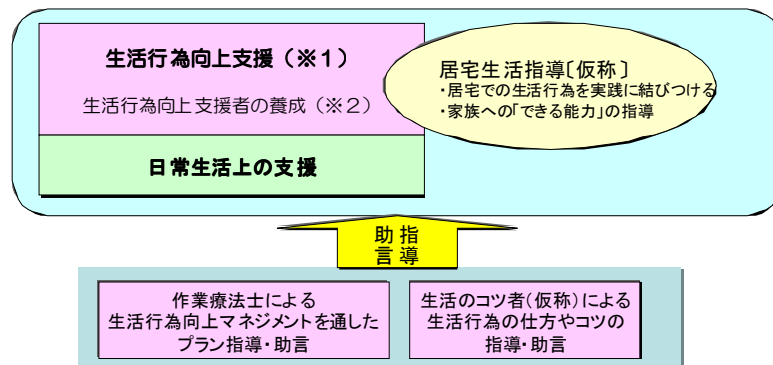 生活行為向上支援（※１）
生活行為向上支援者の養成（※２）
日常生活上の支援
居宅生活指導〔仮称〕
・居宅での生活行為を実践に結びつける
・家族への「できる能力」の指導
助言
指導
作業療法士による
生活行為向上マネジメントを通した
プラン指導・助言
生活のコツ者（仮称）による
生活行為の仕方やコツの
指導・助言